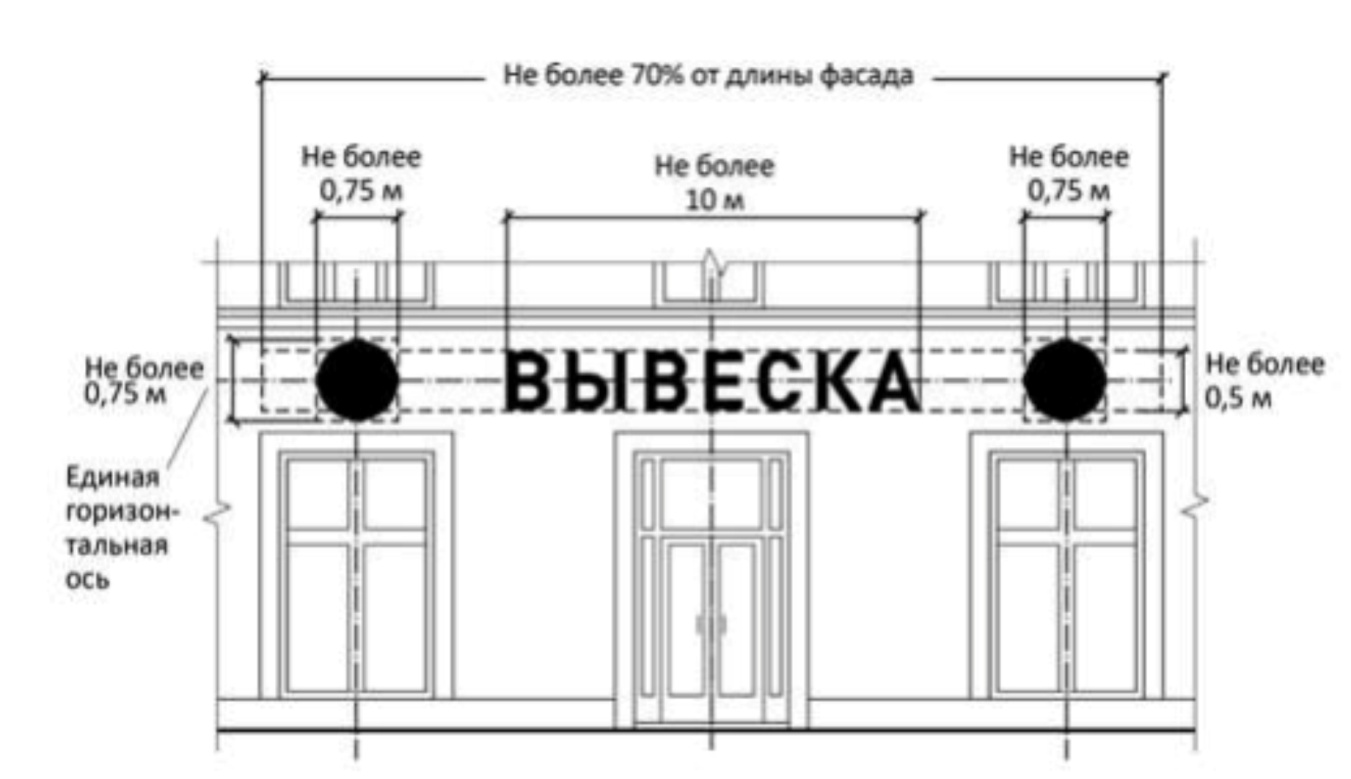 Не более 70% от длины фасада
Не более
0,75 м
Не более
10 м
Не более
0,75 м
Не более
0,75 м
ВЫВЕСКА
Не более
0,5 м
Единая
горизон-
тальная
ось